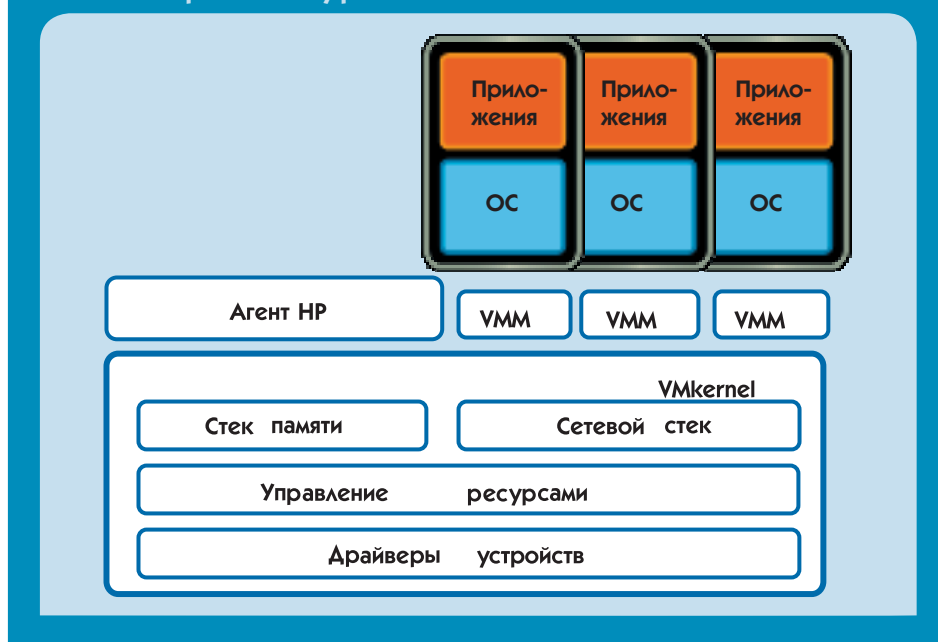 Прило- Прило- Прило-
жения жения жения
ОС ОС ОС
Агент HP
VMM VMM VMM
VMkernel
Стек памяти Сетевой стек
Управление ресурсами
Драйверы устройств